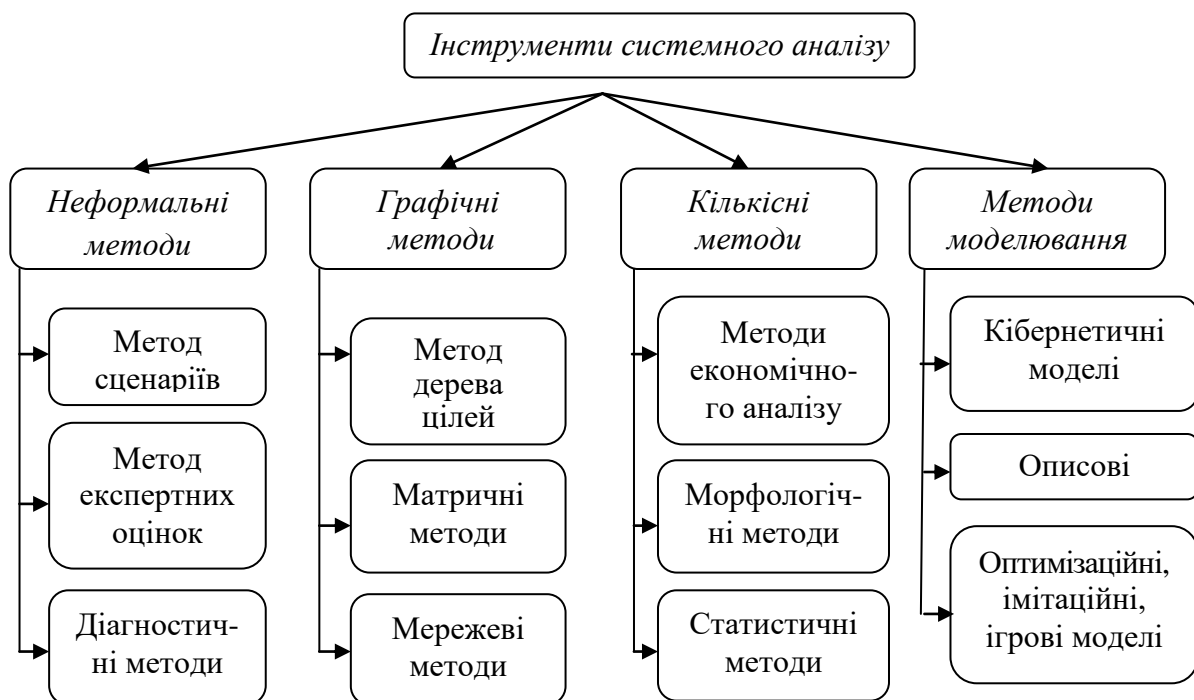 Інструменти системного аналізу
Неформальні
методи
Метод
сценаріїв
Метод
експертних
оцінок
Діагностич-
ні методи
Графічні
методи
Метод
дерева
цілей
Матричні
методи
Мережеві
методи
Кількісні
методи
Методи
економічно-
го аналізу
Морфологіч-
ні методи
Статистичні
методи
Методи
моделювання
Кібернетичні
моделі
Описові
Оптимізаційні,
імітаційні,
ігрові моделі